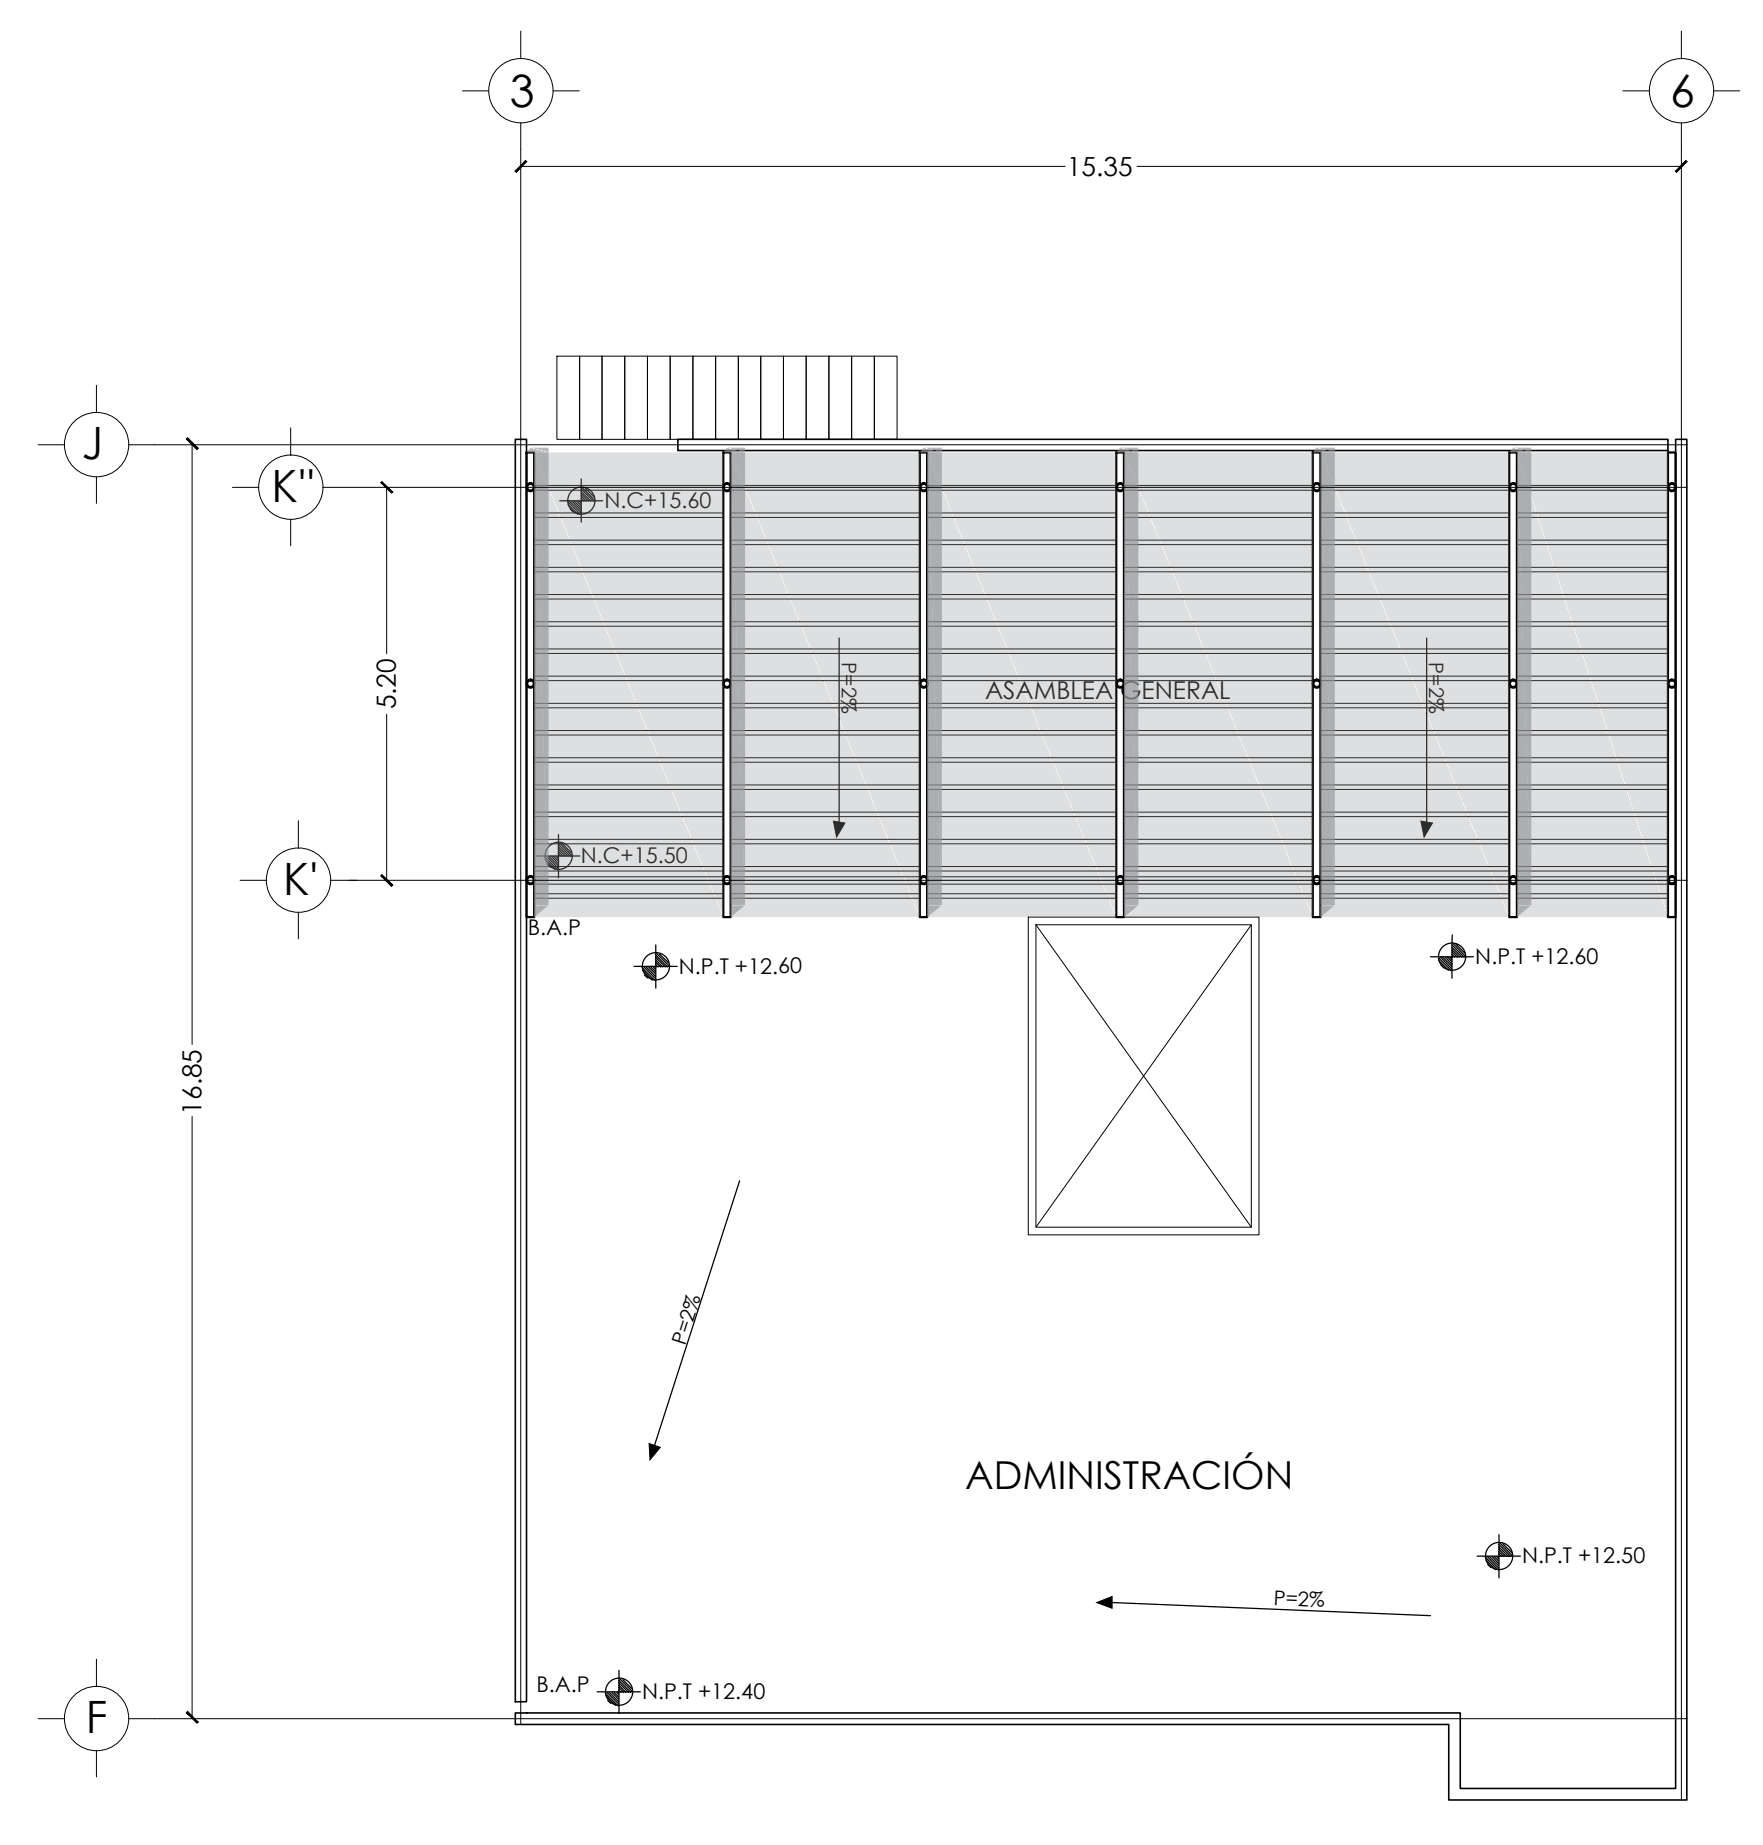 3
6
15.35
J
K"
N.C+15.60
P=2%
P=2%
5.20
ASAMBLEA GENERAL
N.C+15.50
K'
B.A.P
N.P.T +12.60
N.P.T +12.60
16.85
P=2%
ADMINISTRACIÓN
N.P.T +12.50
P=2%
B.A.P
N.P.T +12.40
F